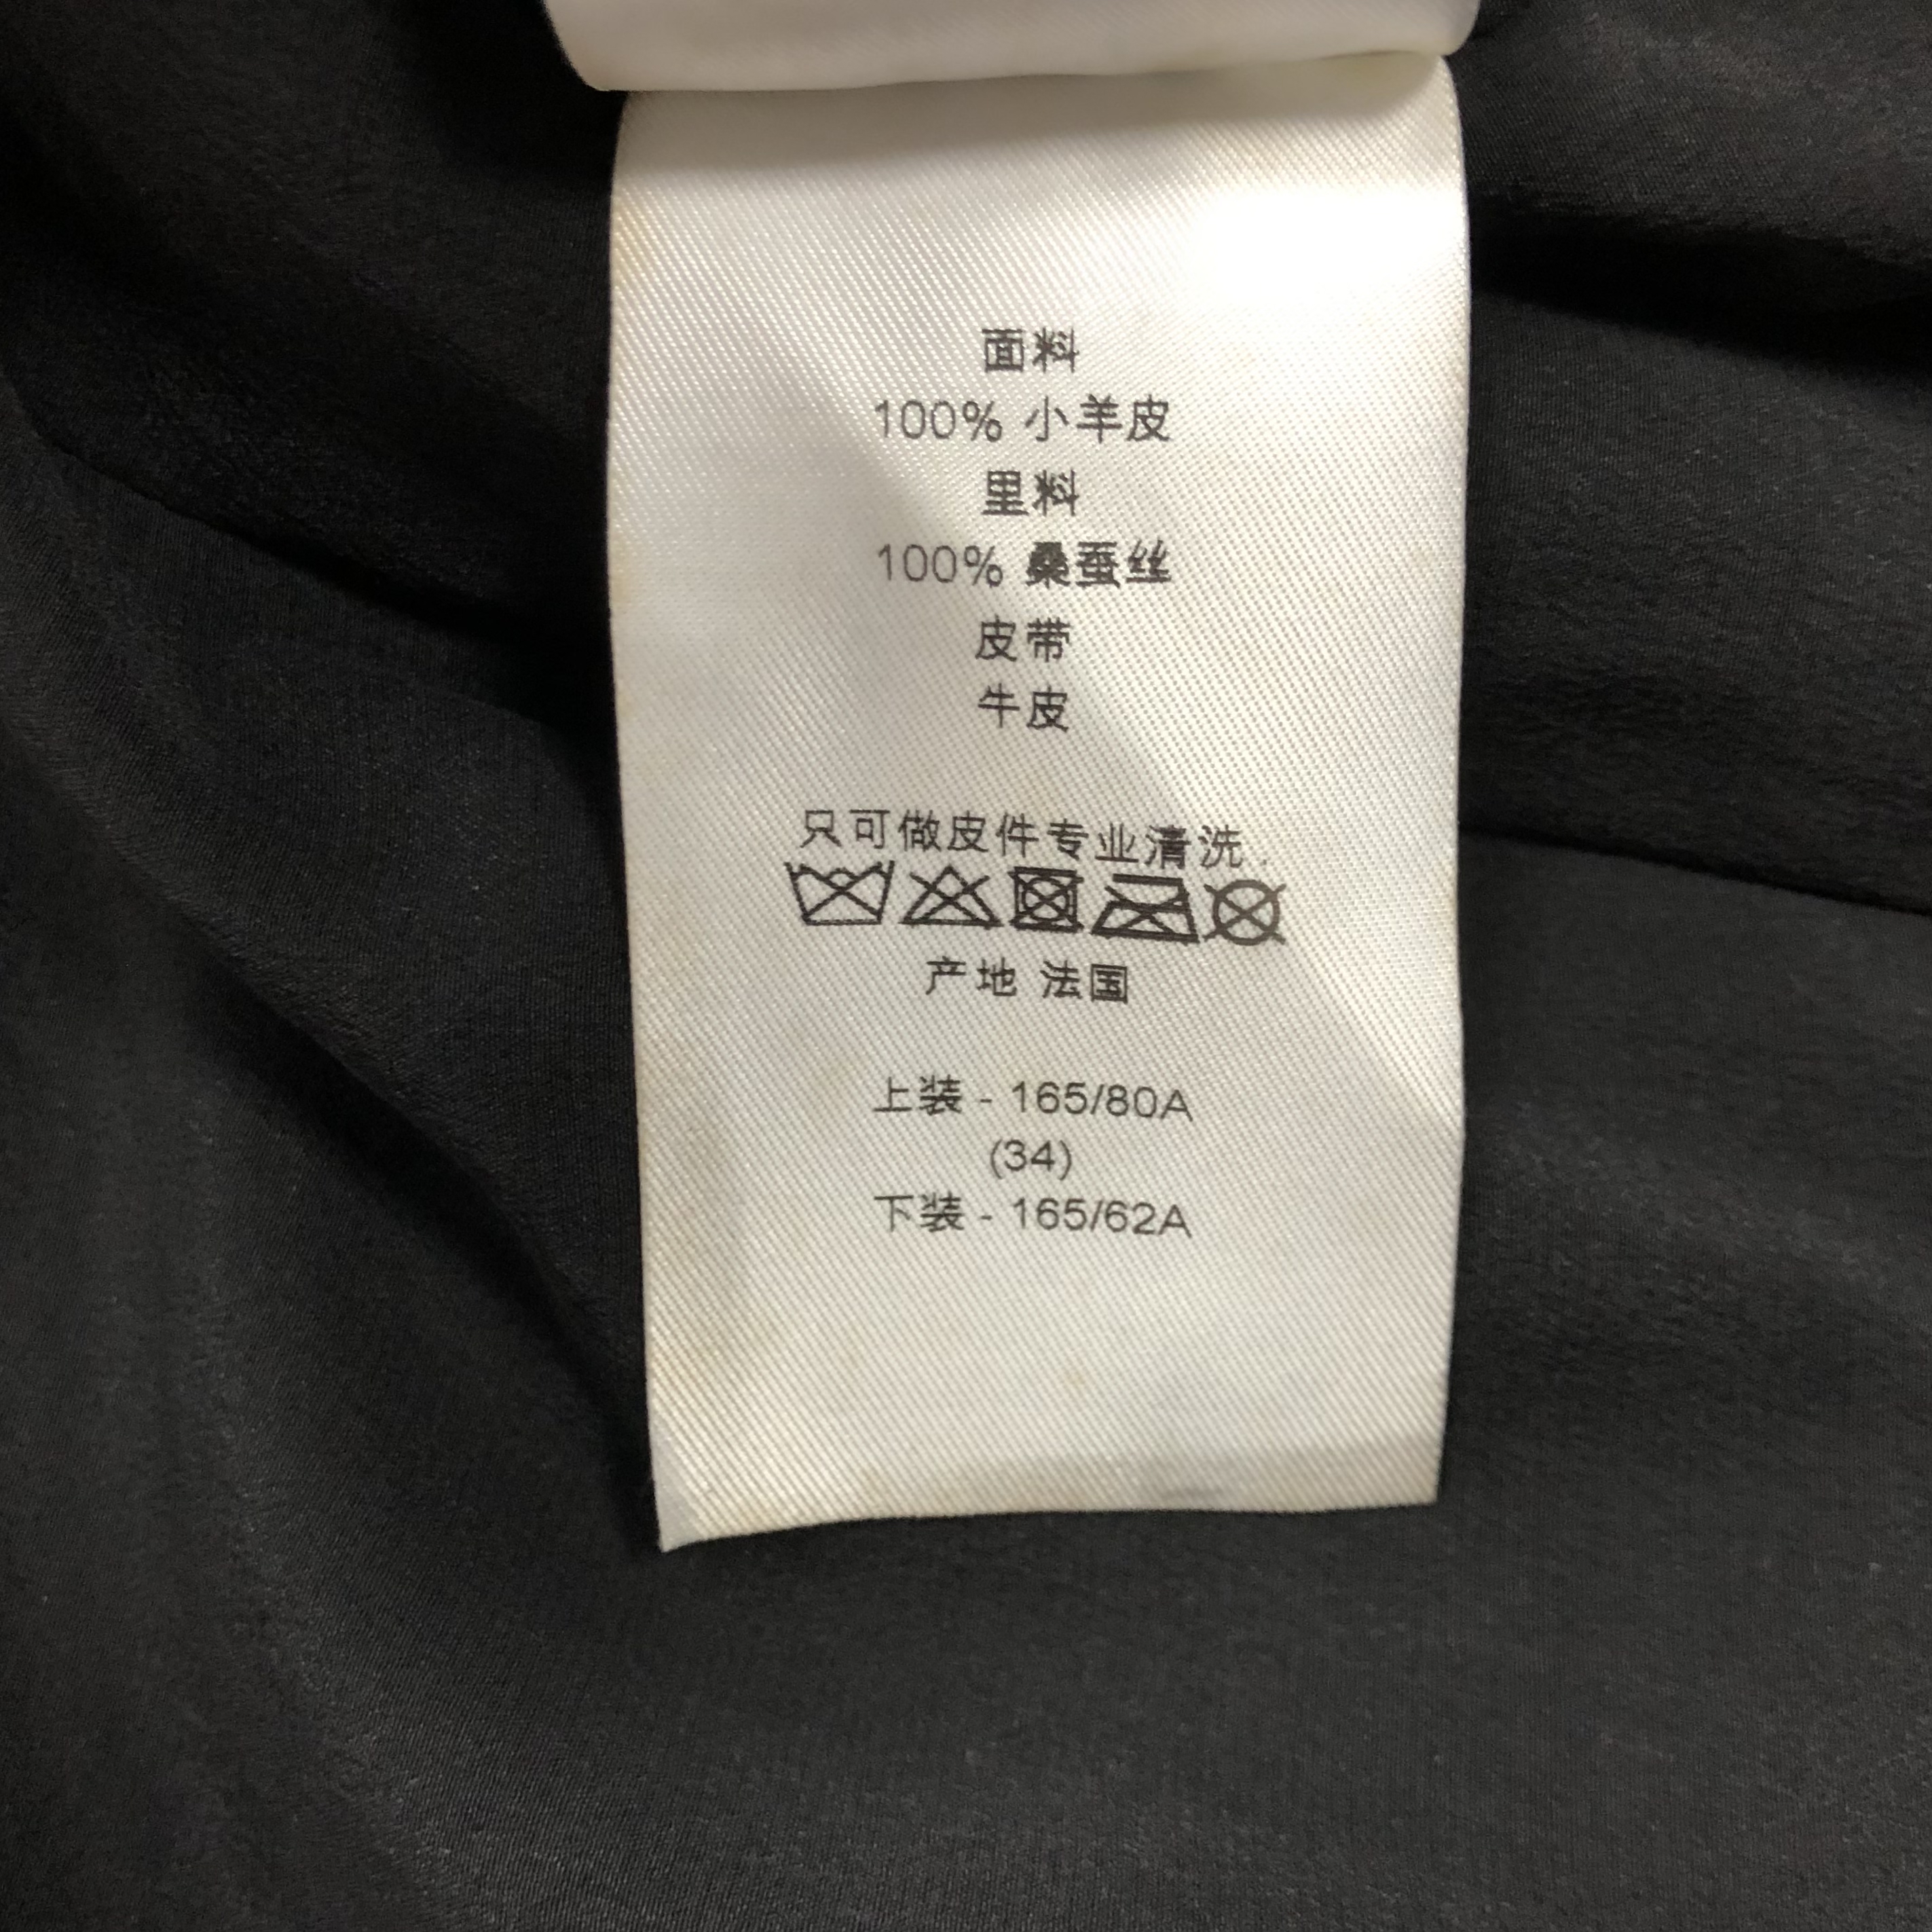 面料
100% 小羊皮
里料
100% 桑蚕丝
皮带
牛皮
只可做皮件专业清洗.
产地 法国
上装 - 165/80A
(34)
下装 - 165/62A